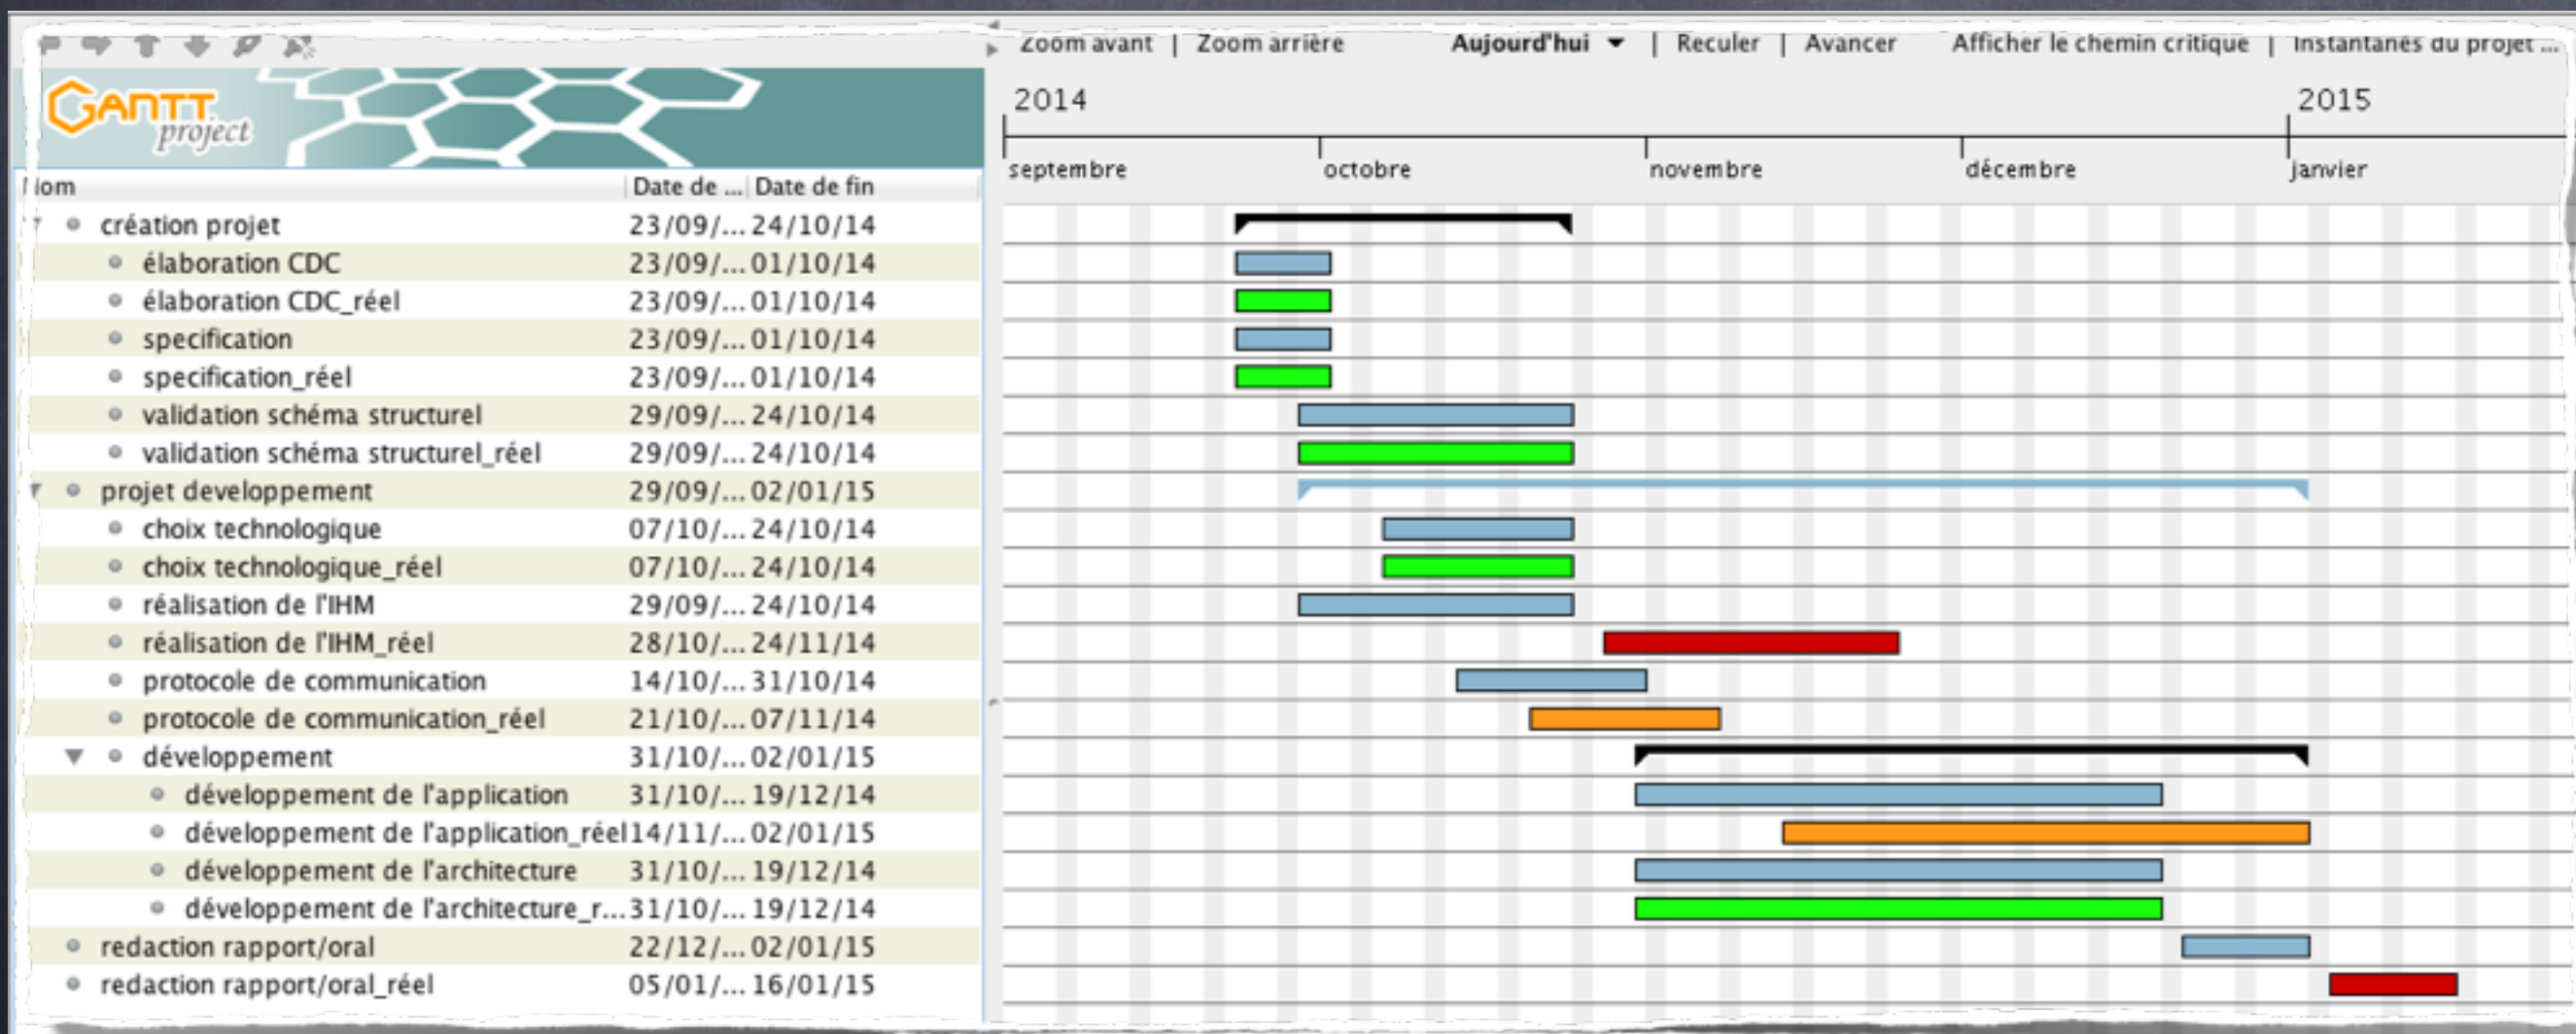 Zoom avant | Zoom arrière Aujourd'hui | Reculer | Avancer Afficher le chemin critique | Instantanés du projet ...
GANTT project
2014 2015
septembre octobre novembre décembre janvier
Nom Date de ... Date de fin
création projet 23/09/... 24/10/14
élaboration CDC 23/09/... 01/10/14
élaboration CDC_réel 23/09/... 01/10/14
specification 23/09/... 01/10/14
specification_réel 23/09/... 01/10/14
validation schéma structurel 29/09/... 24/10/14
validation schéma structurel_réel 29/09/... 24/10/14
projet developpement 29/09/... 02/01/15
choix technologique 07/10/... 24/10/14
choix technologique_réel 07/10/... 24/10/14
réalisation de l'IHM 29/09/... 24/10/14
réalisation de l'IHM_réel 28/10/... 24/11/14
protocole de communication 14/10/... 31/10/14
protocole de communication_réel 21/10/... 07/11/14
développement 31/10/... 02/01/15
développement de l'application 31/10/... 19/12/14
développement de l'application_réel 14/11/... 02/01/15
développement de l'architecture 31/10/... 19/12/14
développement de l'architecture_r... 31/10/... 19/12/14
redaction rapport/oral 22/12/... 02/01/15
redaction rapport/oral_réel 05/01/... 16/01/15